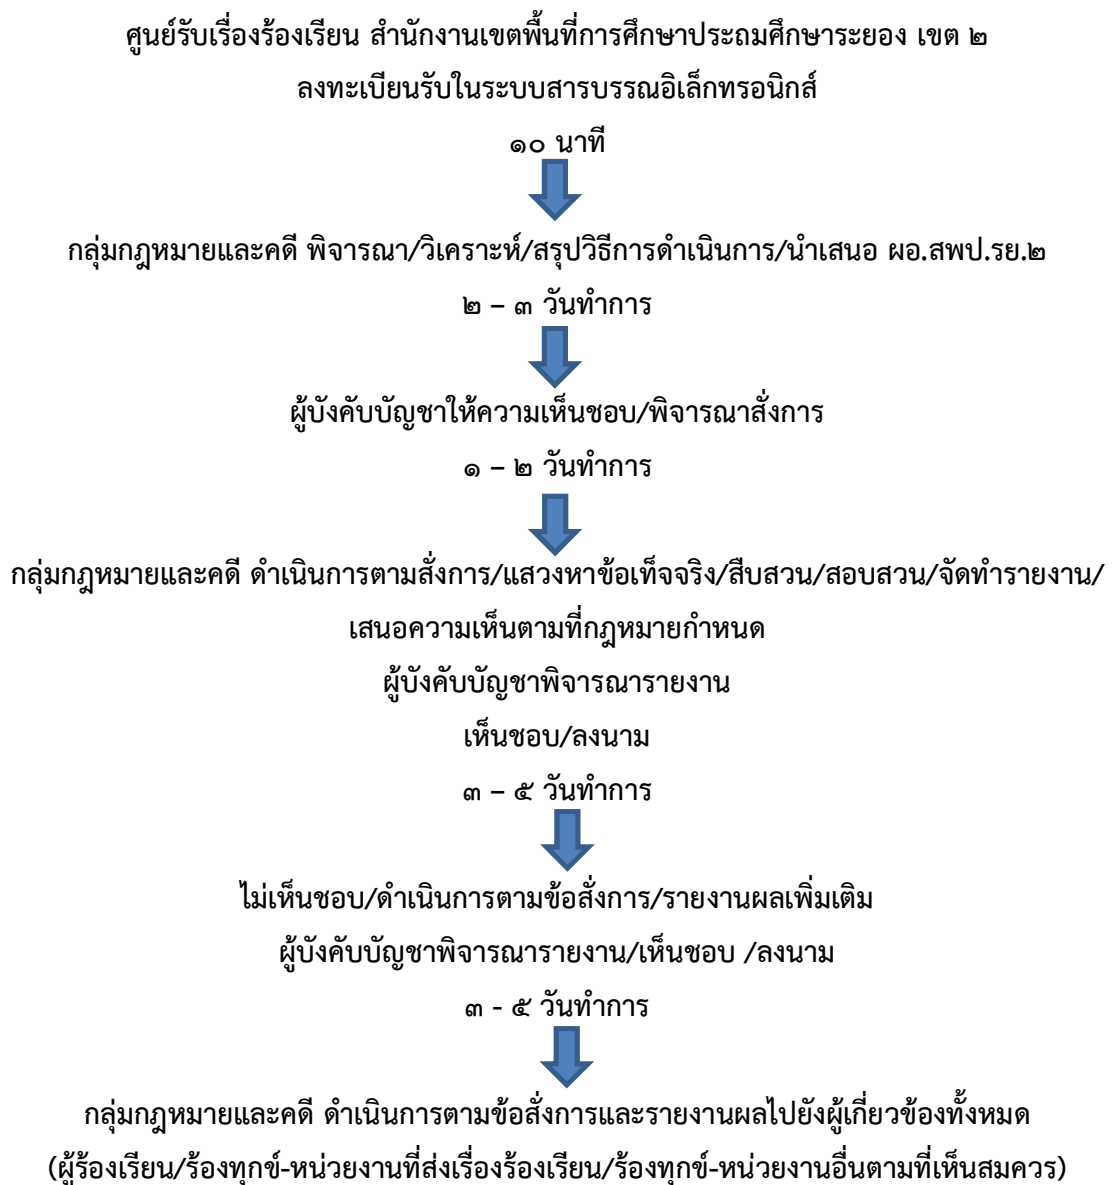 ศูนย์รับเรื่องร้องเรียน สำนักงานเขตพื้นที่การศึกษาประถมศึกษาระยอง เขต ๒
ลงทะเบียนรับในระบบสารบรรณอิเล็กทรอนิกส์
๑๐ นาที
กลุ่มกฎหมายและคดี พิจารณา/วิเคราะห์/สรุปวิธีการดำเนินการ/นำเสนอ ผอ.สพป.รย.๒
๒ – ๓ วันทำการ
ผู้บังคับบัญชาให้ความเห็นชอบ/พิจารณาสั่งการ
๑ – ๒ วันทำการ
กลุ่มกฎหมายและคดี ดำเนินการตามสั่งการ/แสวงหาข้อเท็จจริง/สืบสวน/สอบสวน/จัดทำรายงาน/
เสนอความเห็นตามที่กฎหมายกำหนด
ผู้บังคับบัญชาพิจารณารายงาน
เห็นชอบ/ลงนาม
๓ – ๕ วันทำการ
ไม่เห็นชอบ/ดำเนินการตามข้อสั่งการ/รายงานผลเพิ่มเติม
ผู้บังคับบัญชาพิจารณารายงาน/เห็นชอบ /ลงนาม
๓ - ๕ วันทำการ
กลุ่มกฎหมายและคดี ดำเนินการตามข้อสั่งการและรายงานผลไปยังผู้เกี่ยวข้องทั้งหมด
(ผู้ร้องเรียน/ร้องทุกข์-หน่วยงานที่ส่งเรื่องร้องเรียน/ร้องทุกข์-หน่วยงานอื่นตามที่เห็นสมควร)